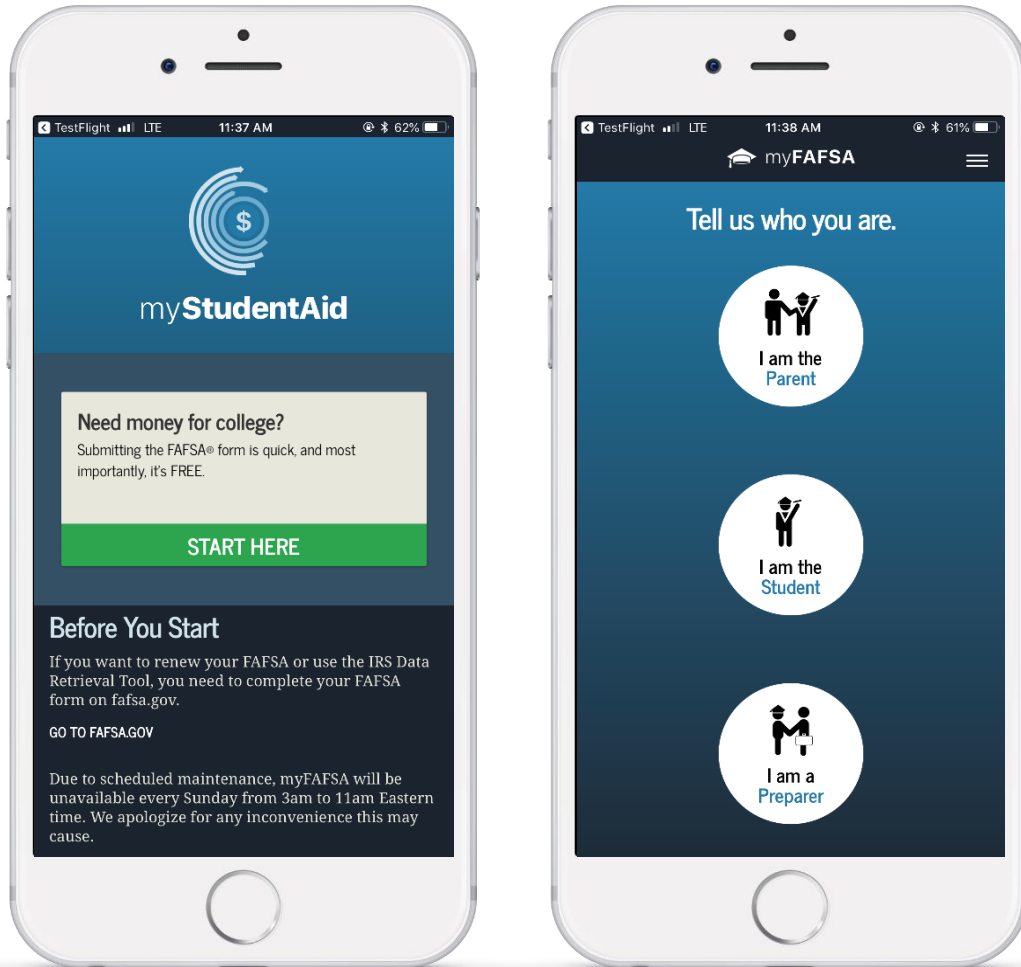 TestFlight LTE 11:37 AM 62%
$
myStudentAid
Need money for college?
Submitting the FAFSA® form is quick, and most
importantly, it's FREE.
START HERE
Before You Start
If you want to renew your FAFSA or use the IRS Data
Retrieval Tool, you need to complete your FAFSA
form on fafsa.gov.
GO TO FAFSA.GOV
Due to scheduled maintenance, myFAFSA will be
unavailable every Sunday from 3am to 11am Eastern
time. We apologize for any inconvenience this may
cause.
TestFlight LTE 11:38 AM 61%
myFAFSA
Tell us who you are.
I am the
Parent
I am the
Student
I am a
Preparer